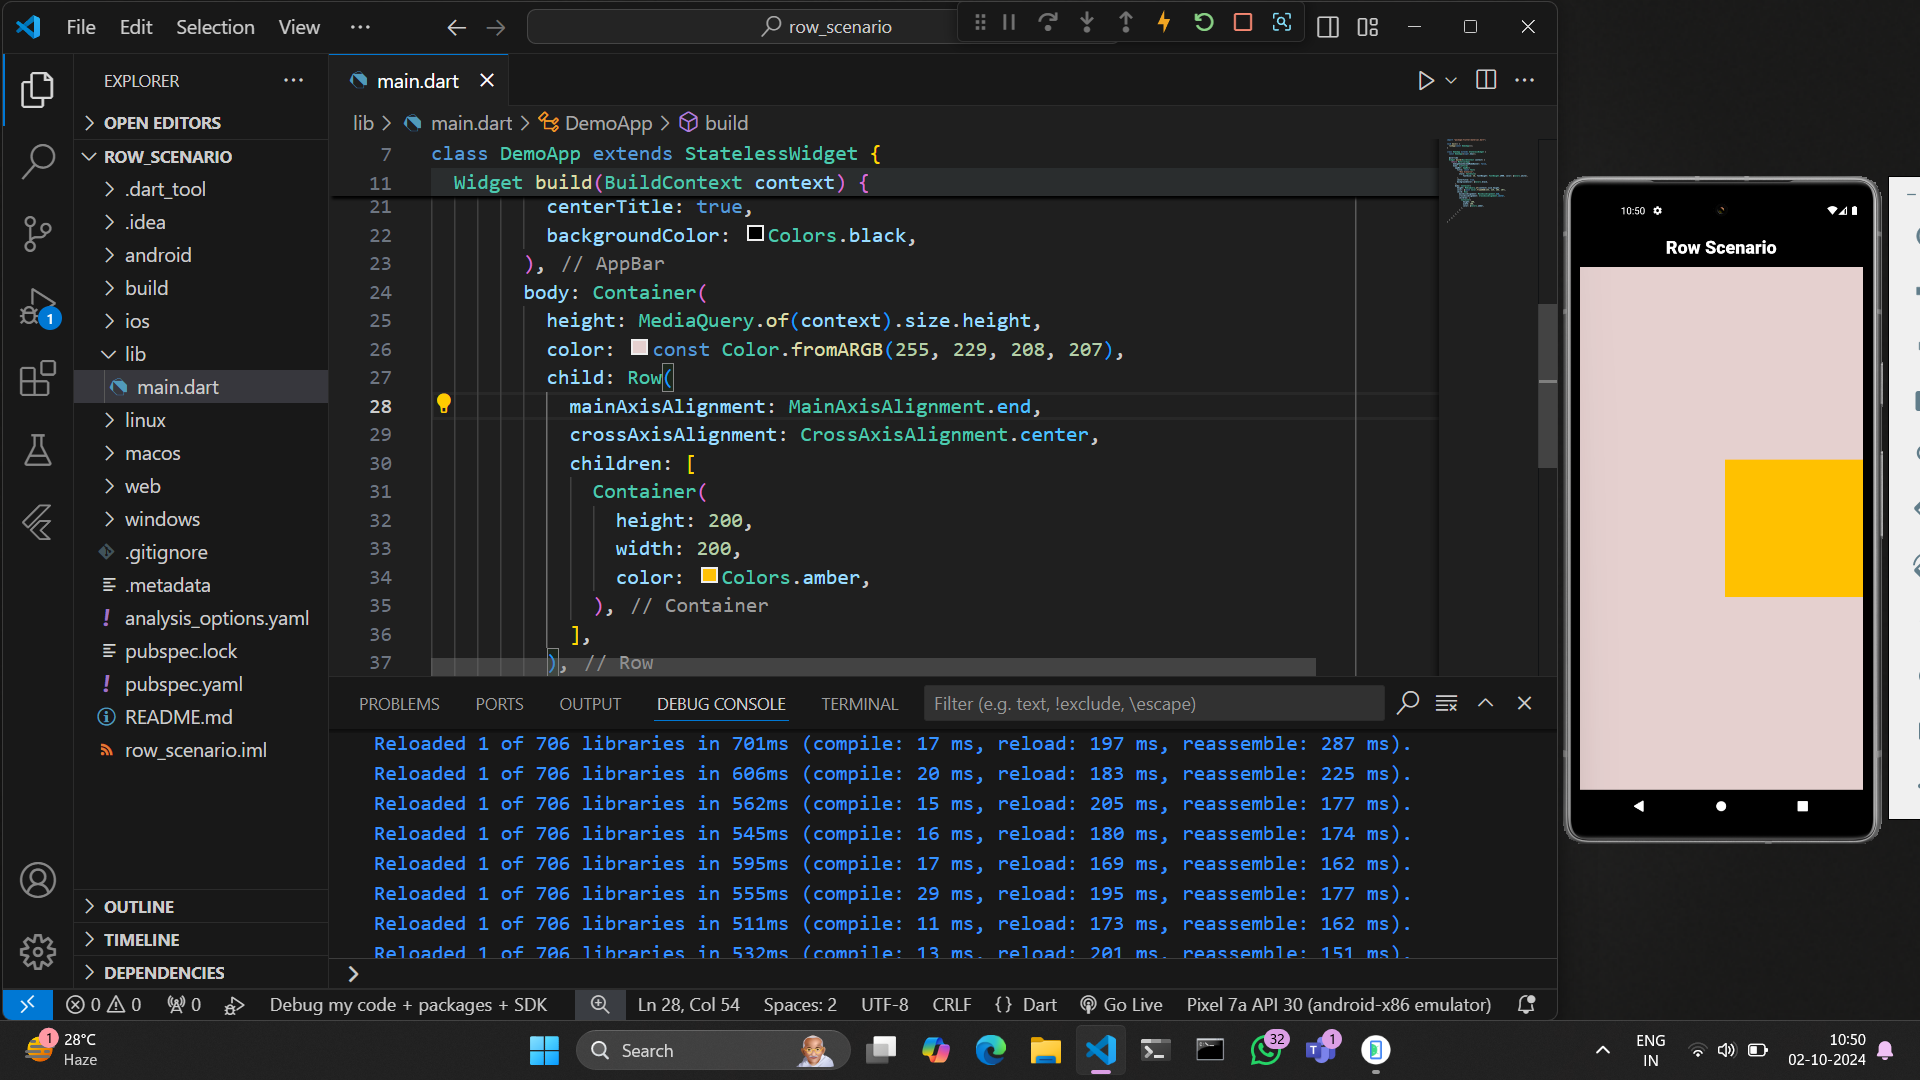 File Edit Selection View ···
row_scenario
EXPLORER
OPEN EDITORS
ROW_SCENARIO
.dart_tool
.idea
android
build
ios
lib
main.dart
linux
macos
web
windows
.gitignore
.metadata
analysis_options.yaml
pubspec.lock
pubspec.yaml
README.md
row_scenario.iml
OUTLINE
TIMELINE
DEPENDENCIES
1
main.dart
lib > main.dart > DemoApp > build
7 class DemoApp extends StatelessWidget {
11 Widget build(BuildContext context) {
21 centerTitle: true,
22 backgroundColor: Colors.black,
23 ), // AppBar
24 body: Container(
25 height: MediaQuery.of(context).size.height,
26 color: const Color.fromARGB(255, 229, 208, 207),
27 child: Row(
28 mainAxisAlignment: MainAxisAlignment.end,
29 crossAxisAlignment: CrossAxisAlignment.center,
30 children: [
31 Container(
32 height: 200,
33 width: 200,
34 color: Colors.amber,
35 ), // Container
36 ],
37 ), // Row
PROBLEMS PORTS OUTPUT DEBUG CONSOLE TERMINAL Filter (e.g. text, !exclude, \escape)
Reloaded 1 of 706 libraries in 701ms (compile: 17 ms, reload: 197 ms, reassemble: 287 ms).
Reloaded 1 of 706 libraries in 606ms (compile: 20 ms, reload: 183 ms, reassemble: 225 ms).
Reloaded 1 of 706 libraries in 562ms (compile: 15 ms, reload: 205 ms, reassemble: 177 ms).
Reloaded 1 of 706 libraries in 545ms (compile: 16 ms, reload: 180 ms, reassemble: 174 ms).
Reloaded 1 of 706 libraries in 595ms (compile: 17 ms, reload: 169 ms, reassemble: 162 ms).
Reloaded 1 of 706 libraries in 555ms (compile: 29 ms, reload: 195 ms, reassemble: 177 ms).
Reloaded 1 of 706 libraries in 511ms (compile: 11 ms, reload: 173 ms, reassemble: 162 ms).
Reloaded 1 of 706 libraries in 532ms (compile: 13 ms, reload: 201 ms, reassemble: 151 ms).
0 0 0 Debug my code + packages + SDK Ln 28, Col 54 Spaces: 2 UTF-8 CRLF {} Dart Go Live Pixel 7a API 30 (android-x86 emulator)
10:50
Row Scenario
1 28°C
Haze
Search
32
1
ENG
IN
10:50
02-10-2024